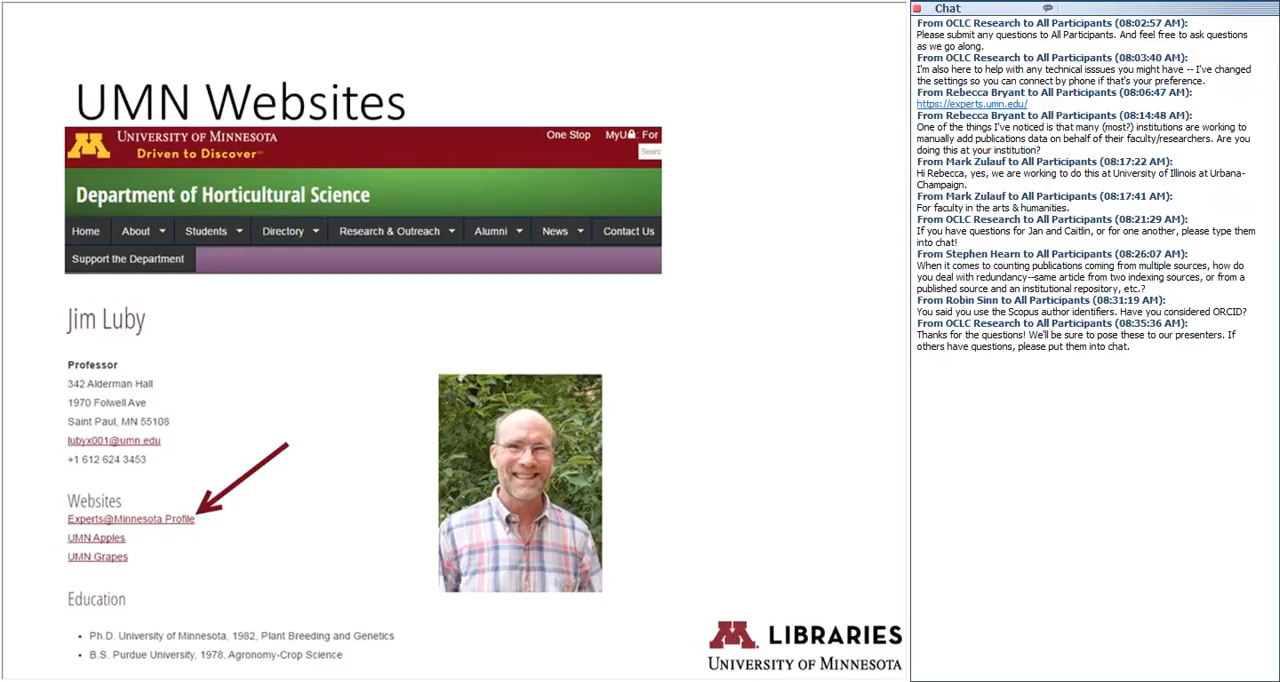 UMN Websites
UNIVERSITY OF MINNESOTA
Driven to Discover℠
One Stop
MyU : For
Searc
Department of Horticultural Science
Home
About
Students
Directory
Research & Outreach
Alumni
News
Contact Us
Support the Department
Jim Luby
Professor
342 Alderman Hall
1970 Folwell Ave
Saint Paul, MN 55108
lubyx001@umn.edu
+1 612 624 3453
Websites
Experts@Minnesota Profile
UMN Apples
UMN Grapes
Education
• Ph.D. University of Minnesota, 1982, Plant Breeding and Genetics
• B.S. Purdue University, 1978, Agronomy-Crop Science
M LIBRARIES
UNIVERSITY OF MINNESOTA
Chat
From OCLC Research to All Participants (08:02:57 AM):
Please submit any questions to All Participants. And feel free to ask questions
as we go along.
From OCLC Research to All Participants (08:03:40 AM):
I'm also here to help with any technical isssues you might have -- I've changed
the settings so you can connect by phone if that's your preference.
From Rebecca Bryant to All Participants (08:06:47 AM):
https://experts.umn.edu/
From Rebecca Bryant to All Participants (08:14:48 AM):
One of the things I've noticed is that many (most?) institutions are working to
manually add publications data on behalf of their faculty/researchers. Are you
doing this at your institution?
From Mark Zulauf to All Participants (08:17:22 AM):
Hi Rebecca, yes, we are working to do this at University of Illinois at Urbana-
Champaign.
From Mark Zulauf to All Participants (08:17:41 AM):
For faculty in the arts & humanities.
From OCLC Research to All Participants (08:21:29 AM):
If you have questions for Jan and Caitlin, or for one another, please type them
into chat!
From Stephen Hearn to All Participants (08:26:07 AM):
When it comes to counting publications coming from multiple sources, how do
you deal with redundancy--same article from two indexing sources, or from a
published source and an institutional repository, etc.?
From Robin Sinn to All Participants (08:31:19 AM):
You said you use the Scopus author identifiers. Have you considered ORCID?
From OCLC Research to All Participants (08:35:36 AM):
Thanks for the questions! We'll be sure to pose these to our presenters. If
others have questions, please put them into chat.